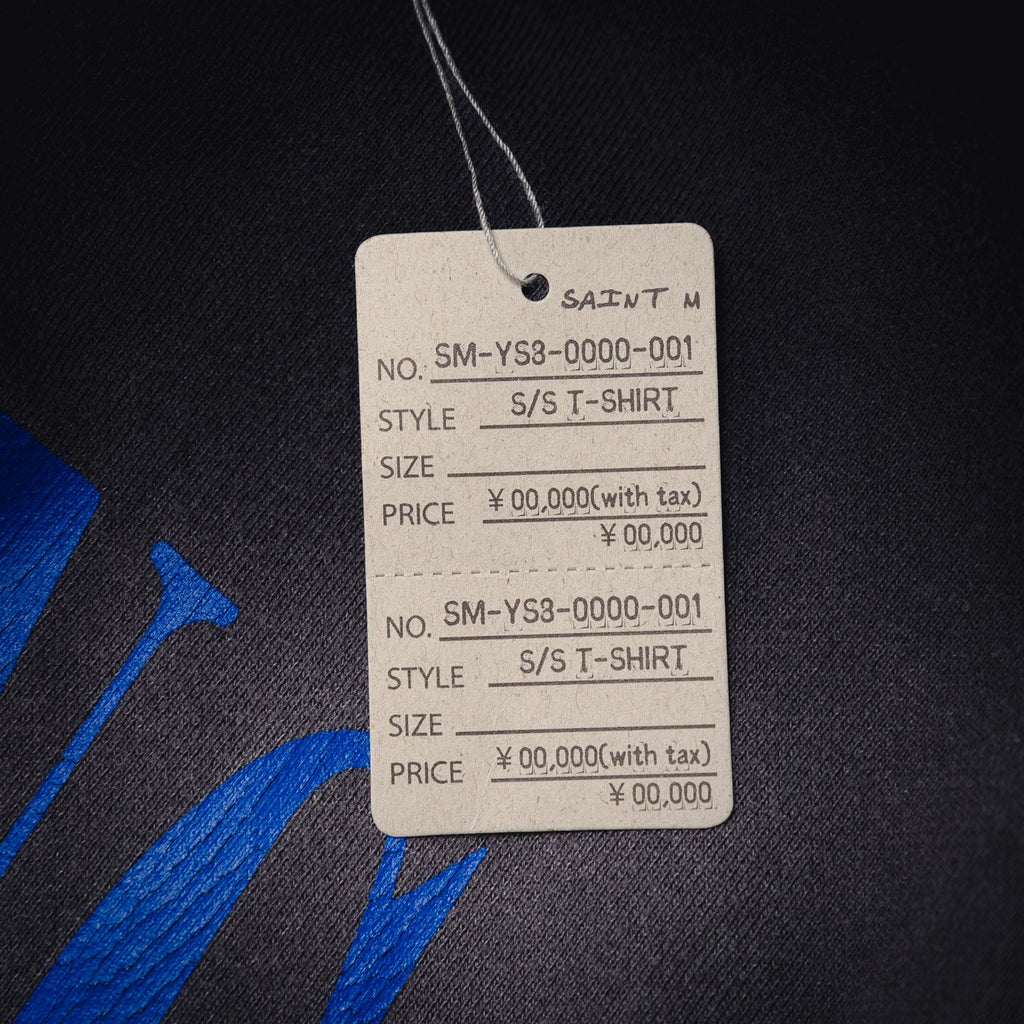 SAINT M
NO. SM-YS3-0000-001
STYLE S/S T-SHIRT
SIZE
PRICE ¥00,000(with tax)
¥00,000
NO. SM-YS3-0000-001
STYLE S/S T-SHIRT
SIZE
PRICE ¥00,000(with tax)
¥00,000